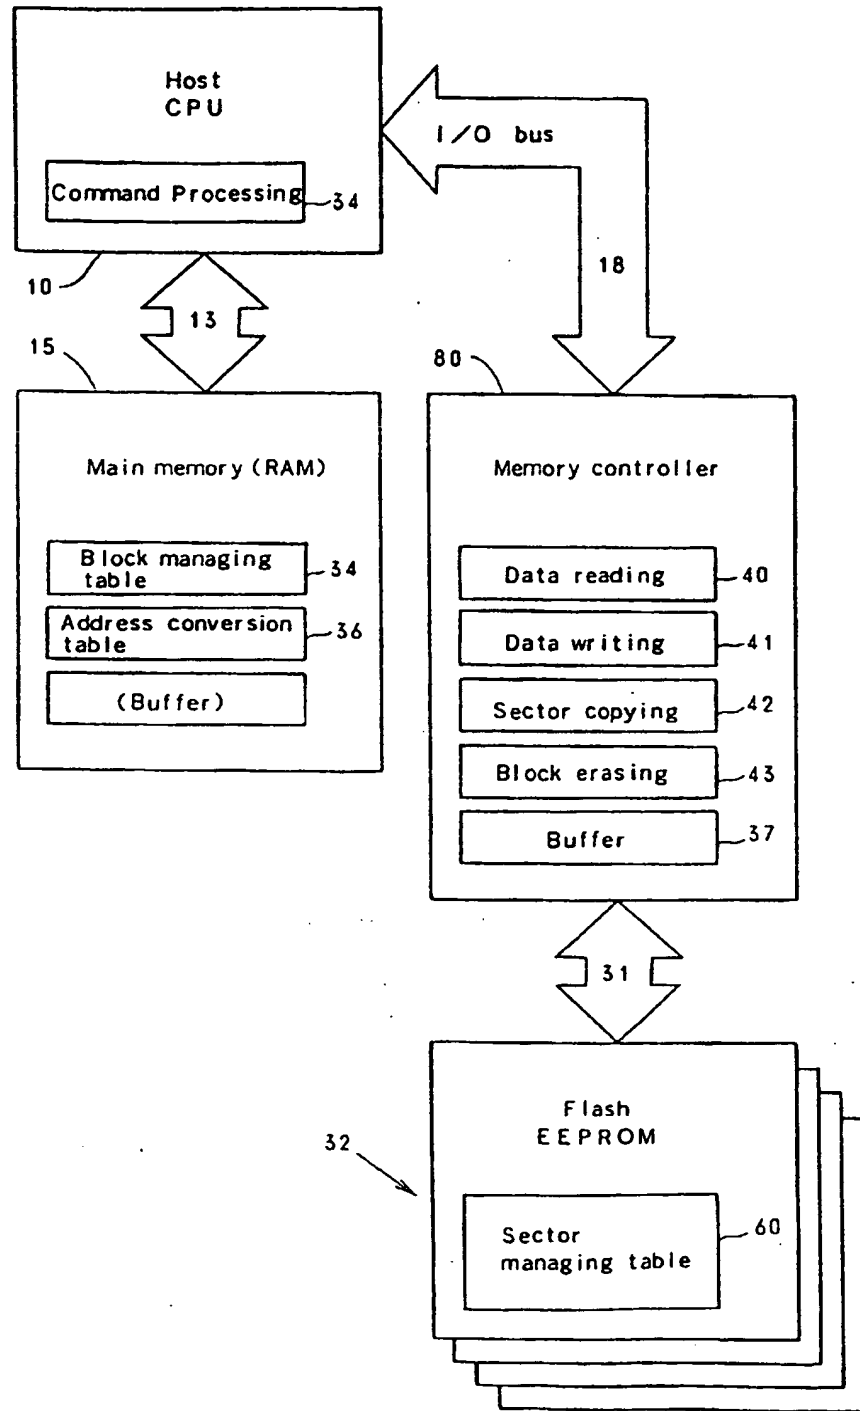 Host
CPU
I/O bus
Command Processing
34
18
10
13
15
80
Main memory (RAM)
Memory controller
Block managing
table
34
Address conversion
table
36
(Buffer)
Data reading
40
Data writing
41
Sector copying
42
Block erasing
43
Buffer
37
31
Flash
EEPROM
32
Sector
managing table
60